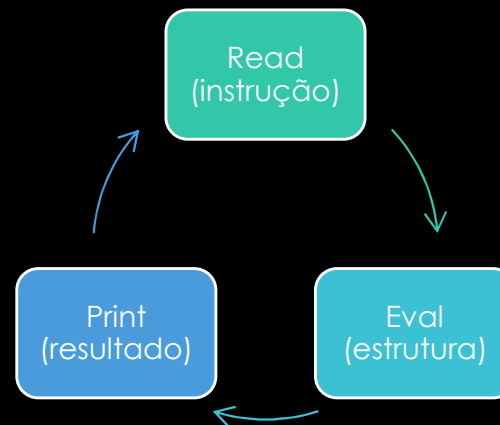 Read
(instrução)
Eval
(estrutura)
Print
(resultado)